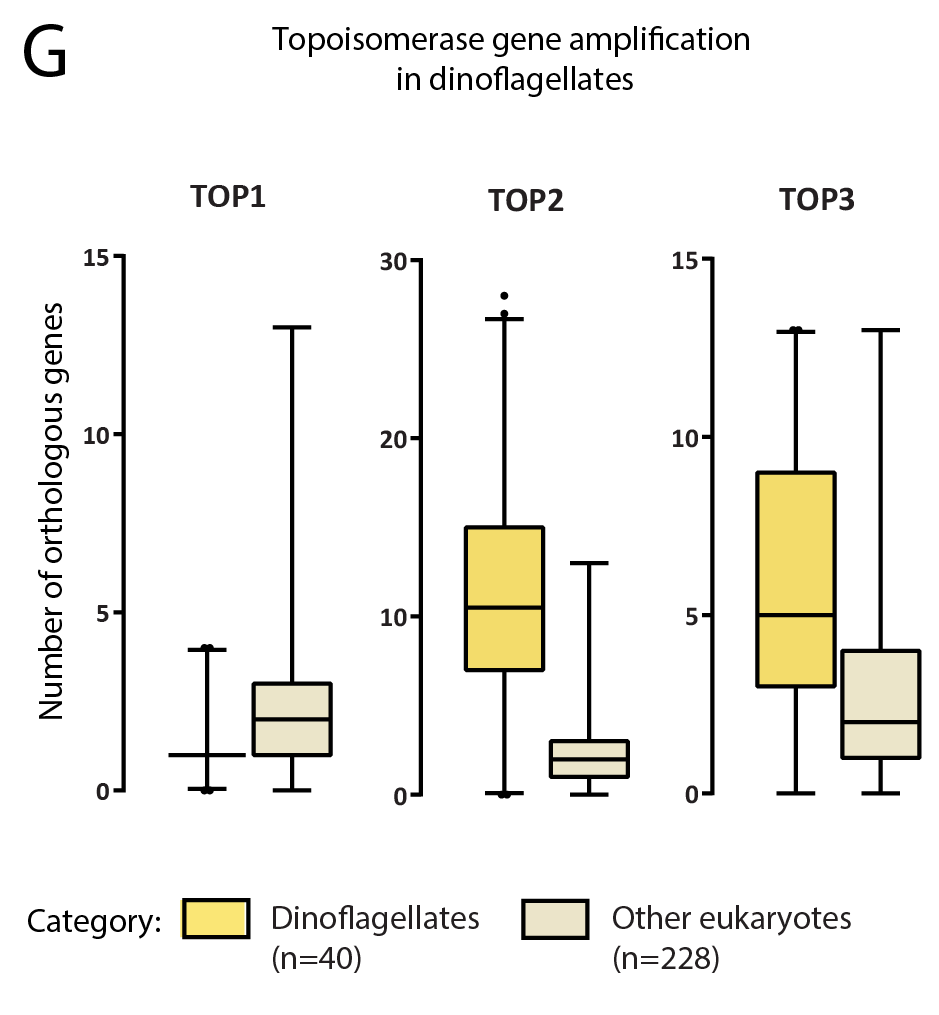 G
Topoisomerase gene amplification
in dinoflagellates
TOP1
TOP2
TOP3
Number of orthologous genes
15
10
5
0
30
20
10
0
15
10
5
0
Category:
Dinoflagellates
(n=40)
Other eukaryotes
(n=228)